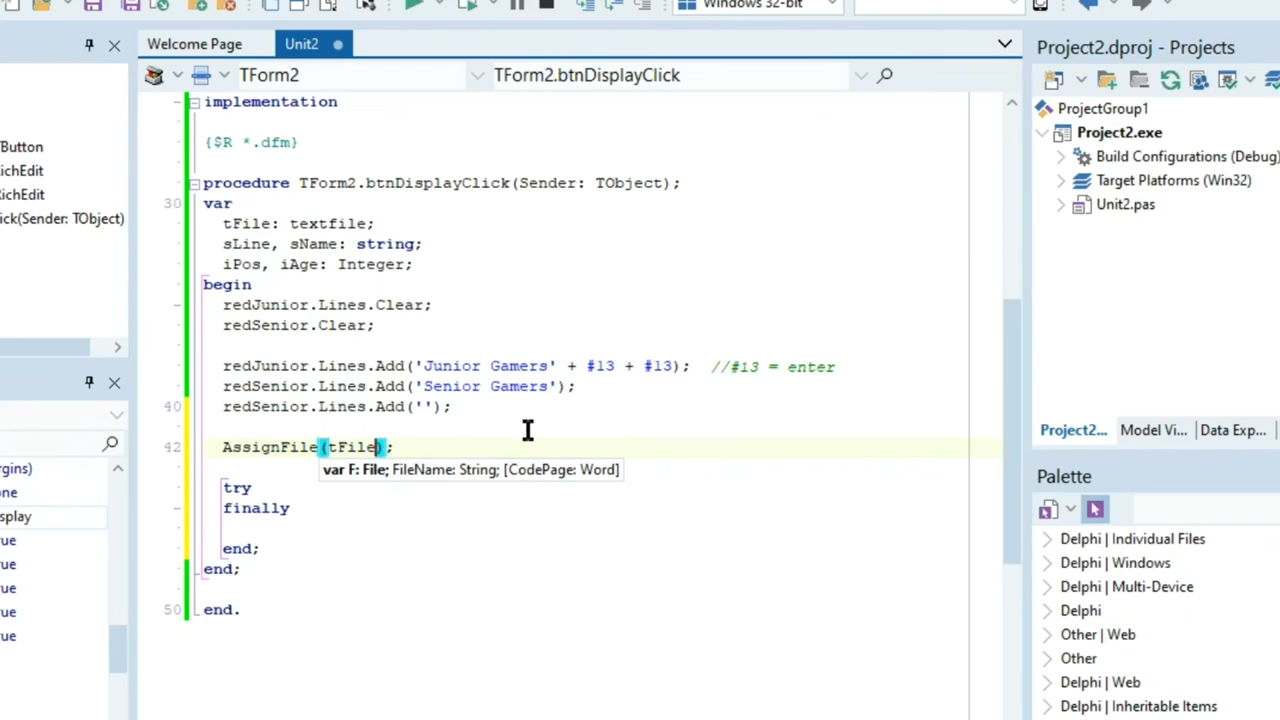 Windows 32-bit
Welcome Page
Unit2
Project2.dproj - Projects
TForm2
TForm2.btnDisplayClick
implementation
{$R *.dfm}
procedure TForm2.btnDisplayClick(Sender: TObject);
30 var
tFile: textfile;
sLine, sName: string;
iPos, iAge: Integer;
begin
redJunior.Lines.Clear;
redSenior.Clear;
redJunior.Lines.Add('Junior Gamers' + #13 + #13); //#13 = enter
redSenior.Lines.Add('Senior Gamers');
40 redSenior.Lines.Add('');
42 AssignFile(tFile);
var F: File; FileName: String; [CodePage: Word]
try
finally
end;
end;
50 end.
Button
ichEdit
ichEdit
ick(Sender: TObject)
rgins)
one
splay
ue
ue
ue
ue
ue
ProjectGroup1
Project2.exe
Build Configurations (Debug)
Target Platforms (Win32)
Unit2.pas
Project2...
Model Vi...
Data Exp...
Palette
Delphi | Individual Files
Delphi | Windows
Delphi | Multi-Device
Delphi
Other | Web
Other
Delphi | Web
Delphi | Inheritable Items